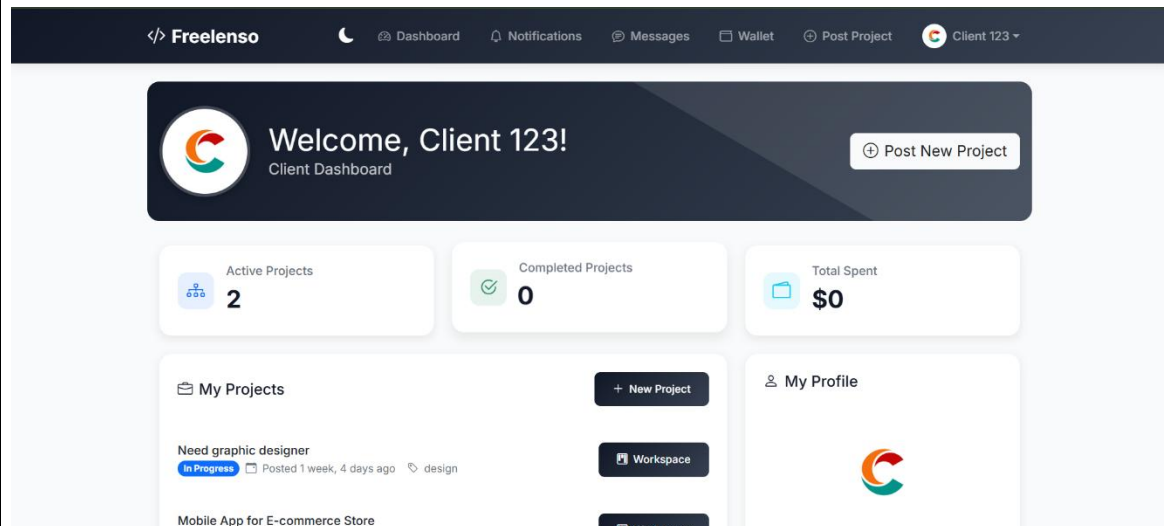 </> Freelenso
Dashboard
Notifications
Messages
Wallet
Post Project
Client 123
Welcome, Client 123!
Client Dashboard
Post New Project
Active Projects
2
Completed Projects
0
Total Spent
$0
My Projects
+ New Project
My Profile
Need graphic designer
In Progress Posted 1 week, 4 days ago design
Workspace
Mobile App for E-commerce Store